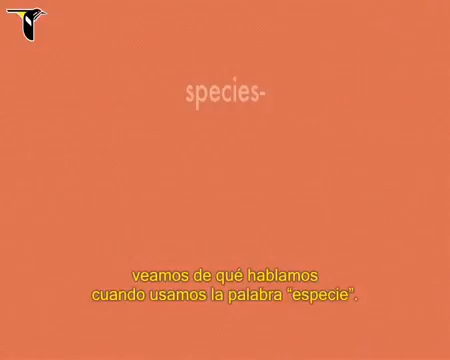 species-
veamos de qué hablamos
cuando usamos la palabra “especie”.